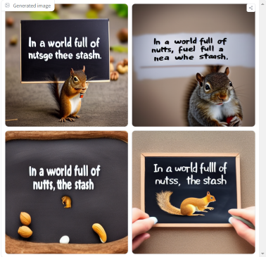 Generated image
In a world full of
nutsge thee stash.
In a world full of
nutts, fuel full a
nea whe stash.
In a world full of
nutts, the stash
In a world fulll of
nutss, the stash